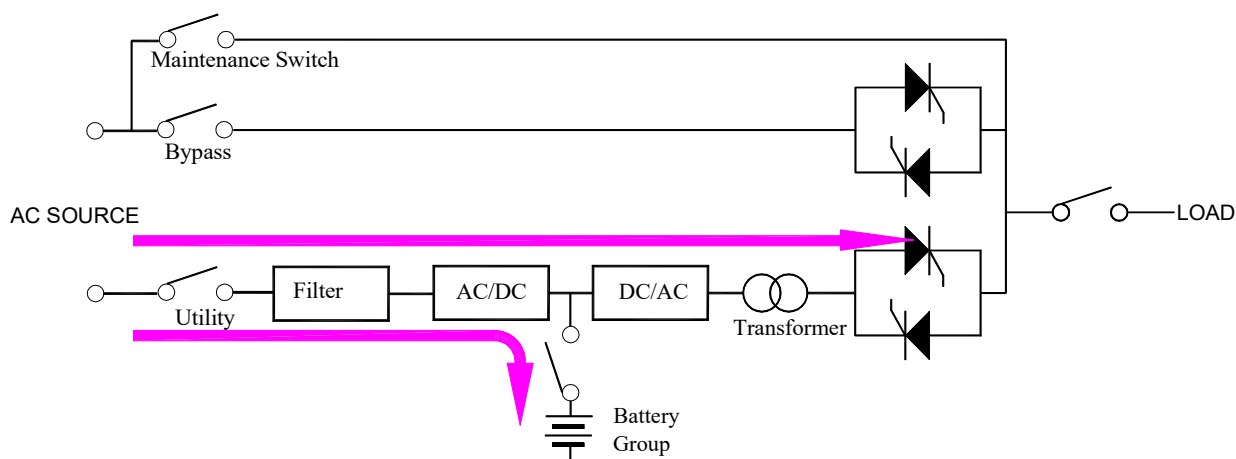 Maintenance Switch
Bypass
AC SOURCE
LOAD
Filter
AC/DC
DC/AC
Utility
Transformer
Battery
Group